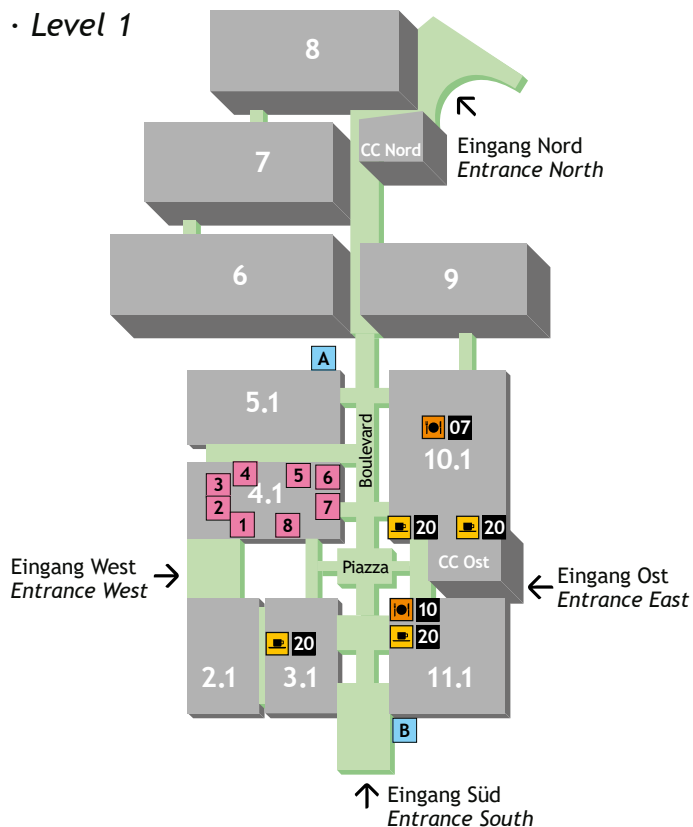 · Level 1
8
CC Nord
Eingang Nord
Entrance North
7
6
9
A
5.1
Boulevard
07
10.1
4
5
6
3
4.1
2
7
1
8
20
20
Eingang West
Entrance West
Piazza
CC Ost
Eingang Ost
Entrance East
10
20
20
2.1
3.1
11.1
B
Eingang Süd
Entrance South